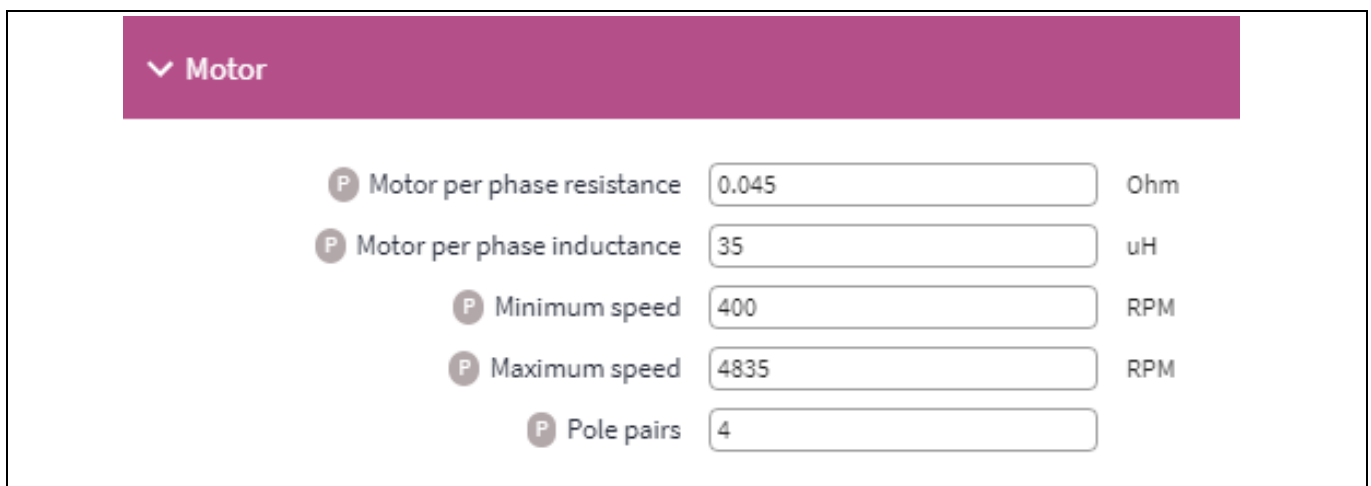 Motor
P Motor per phase resistance 0.045 Ohm
P Motor per phase inductance 35 uH
P Minimum speed 400 RPM
P Maximum speed 4835 RPM
P Pole pairs 4